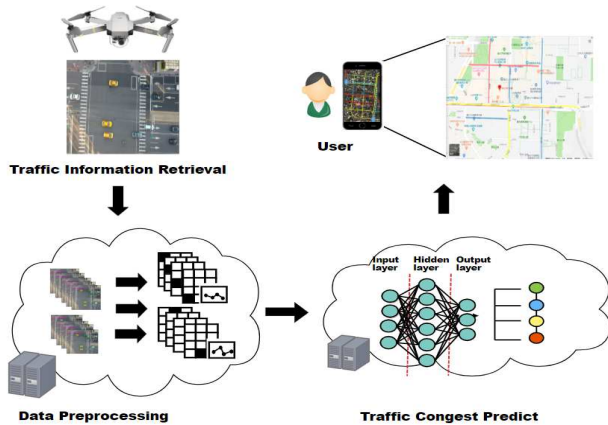 Traffic Information Retrieval
User
Input layer
Hidden layer
Output layer
Data Preprocessing
Traffic Congest Predict